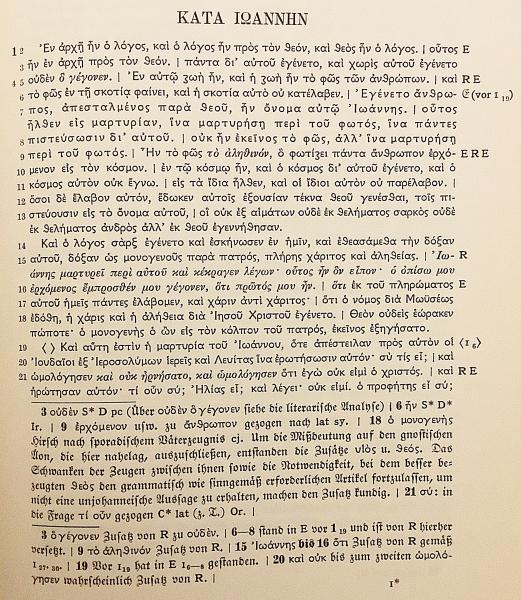 ΚΑΤΑ ΙΩΑΝΝΗΝ
1 2 Ἐν ἀρχῇ ἦν ὁ λόγος, καὶ ὁ λόγος ἦν πρὸς τὸν θεόν, καὶ θεὸς ἦν ὁ λόγος. | οὗτος E
3 ἦν ἐν ἀρχῇ πρὸς τὸν θεόν. | πάντα δι' αὐτοῦ ἐγένετο, καὶ χωρὶς αὐτοῦ ἐγένετο
4 5 οὐδὲν ὃ γέγονεν. | Ἐν αὐτῷ ζωὴ ἦν, καὶ ἡ ζωὴ ἦν τὸ φῶς τῶν ἀνθρώπων. | καὶ R E
6 τὸ φῶς ἐν τῇ σκοτίᾳ φαίνει, καὶ ἡ σκοτία αὐτὸ οὐ κατέλαβεν. | Ἐγένετο ἄνθρω- E (vor 1 19)
7 πος, ἀπεσταλμένος παρὰ θεοῦ, ἦν ὄνομα αὐτῷ Ἰωάννης. | οὗτος
ἦλθεν εἰς μαρτυρίαν, ἵνα μαρτυρήσῃ περὶ τοῦ φωτός, ἵνα πάντες
8 πιστεύσωσιν δι' αὐτοῦ. | οὐκ ἦν ἐκεῖνος τὸ φῶς, ἀλλ' ἵνα μαρτυρήσῃ
9 περὶ τοῦ φωτός. | Ἦν τὸ φῶς τὸ ἀληθινόν, ὃ φωτίζει πάντα ἄνθρωπον ἐρχό- E R E
10 μενον εἰς τὸν κόσμον. | ἐν τῷ κόσμῳ ἦν, καὶ ὁ κόσμος δι' αὐτοῦ ἐγένετο, καὶ ὁ
11 κόσμος αὐτὸν οὐκ ἔγνω. | εἰς τὰ ἴδια ἦλθεν, καὶ οἱ ἴδιοι αὐτὸν οὐ παρέλαβον. |
12 ὅσοι δὲ ἔλαβον αὐτόν, ἔδωκεν αὐτοῖς ἐξουσίαν τέκνα θεοῦ γενέσθαι, τοῖς πι-
13 στεύουσιν εἰς τὸ ὄνομα αὐτοῦ, | οἳ οὐκ ἐξ αἱμάτων οὐδὲ ἐκ θελήματος σαρκὸς οὐδὲ
ἐκ θελήματος ἀνδρὸς ἀλλ' ἐκ θεοῦ ἐγεννήθησαν.
14 Καὶ ὁ λόγος σὰρξ ἐγένετο καὶ ἐσκήνωσεν ἐν ἡμῖν, καὶ ἐθεασάμεθα τὴν δόξαν
15 αὐτοῦ, δόξαν ὡς μονογενοῦς παρὰ πατρός, πλήρης χάριτος καὶ ἀληθείας. | Ἰω- R
άννης μαρτυρεῖ περὶ αὐτοῦ καὶ κέκραγεν λέγων· οὗτος ἦν ὃν εἶπον· ὁ ὀπίσω μου
16 ἐρχόμενος ἔμπροσθέν μου γέγονεν, ὅτι πρῶτός μου ἦν. | ὅτι ἐκ τοῦ πληρώματος E
17 αὐτοῦ ἡμεῖς πάντες ἐλάβομεν, καὶ χάριν ἀντὶ χάριτος· | ὅτι ὁ νόμος διὰ Μωϋσέως
18 ἐδόθη, ἡ χάρις καὶ ἡ ἀλήθεια διὰ Ἰησοῦ Χριστοῦ ἐγένετο. | Θεὸν οὐδεὶς ἑώρακεν
πώποτε· ὁ μονογενὴς ὁ ὢν εἰς τὸν κόλπον τοῦ πατρός, ἐκεῖνος ἐξηγήσατο.
19 ⟨ ⟩ Καὶ αὕτη ἐστὶν ἡ μαρτυρία τοῦ Ἰωάννου, ὅτε ἀπέστειλαν πρὸς αὐτὸν οἱ ⟨1 6⟩
20 Ἰουδαῖοι ἐξ Ἱεροσολύμων ἱερεῖς καὶ Λευίτας ἵνα ἐρωτήσωσιν αὐτόν· σὺ τίς εἶ; | καὶ
21 ὡμολόγησεν καὶ οὐκ ἠρνήσατο, καὶ ὡμολόγησεν ὅτι ἐγὼ οὐκ εἰμὶ ὁ χριστός. | καὶ R E
ἠρώτησαν αὐτόν· τί οὖν σύ; Ἠλίας εἶ; καὶ λέγει· οὐκ εἰμί. ὁ προφήτης εἶ σύ;
3 οὐδὲν S* D pc (Über οὐδὲν ὃ γέγονεν siehe die literarische Analyse) | 6 ἦν S* D*
Ir. | 9 ἐρχόμενον usw. zu ἄνθρωπον gezogen nach lat sy. | 18 ὁ μονογενὴς
Hirsch nach sporadischem Väterzeugnis cj. Um die Mißdeutung auf den gnostischen
Äon, die hier nahelag, auszuschließen, entstanden die Zusätze υἱὸς u. θεός. Das
Schwanken der Zeugen zwischen ihnen sowie die Notwendigkeit, bei dem besser be-
zeugten θεὸς den grammatisch wie sinngemäß erforderlichen Artikel fortzulassen, um
nicht eine unjohanneische Aussage zu erhalten, machen den Zusatz kundig. | 21 σύ: in
die Frage τί οὖν gezogen C* lat (z. T.) Or. |
3 ὃ γέγονεν Zusatz von R zu οὐδὲν. | 6—8 stand in E vor 1 19 und ist von R hierher
versetzt. | 9 τὸ ἀληθινόν Zusatz von R. | 15 Ἰωάννης bis 16 ὅτι Zusatz von R gemäß
1 27. 30. | 19 Vor 1 19 hat in E 1 6—8 gestanden. | 20 καὶ οὐκ bis zum zweiten ὡμολό-
γησεν wahrscheinlich Zusatz von R. |
1*